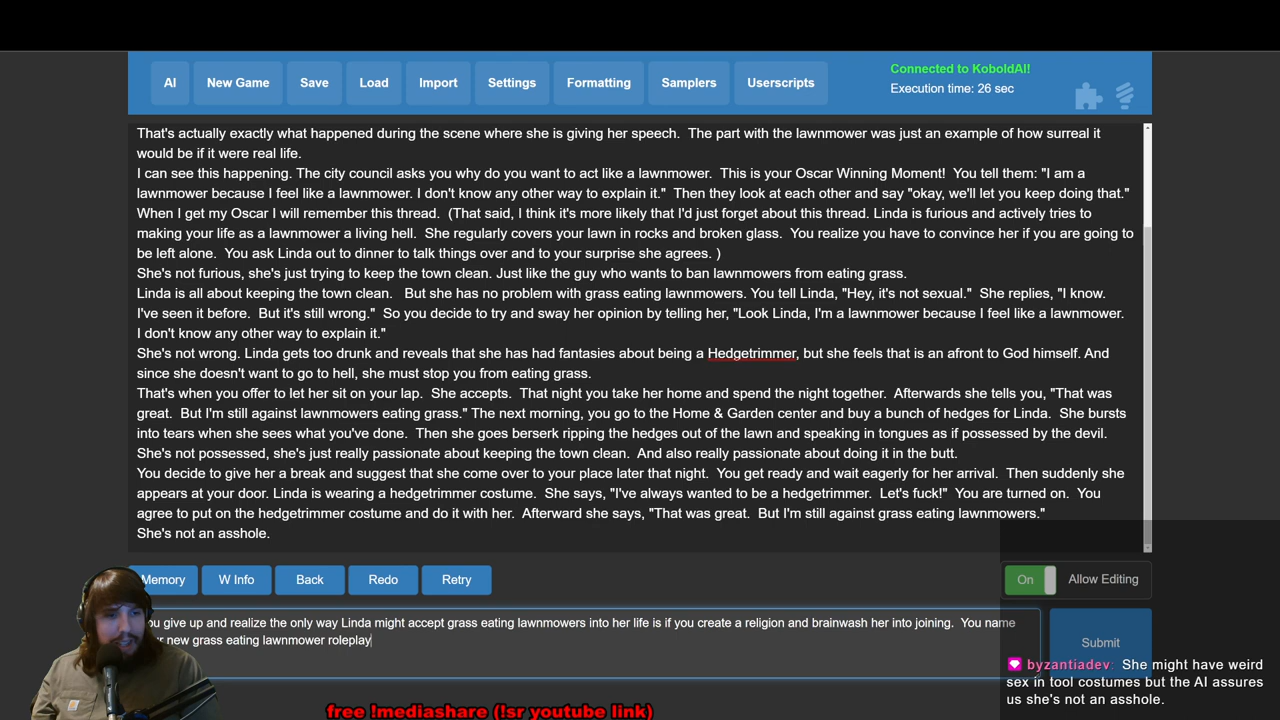 AI New Game Save Load Import Settings Formatting Samplers Userscripts
Connected to KoboldAI!
Execution time: 26 sec
That's actually exactly what happened during the scene where she is giving her speech.  The part with the lawnmower was just an example of how surreal it
would be if it were real life.
I can see this happening. The city council asks you why do you want to act like a lawnmower.  This is your Oscar Winning Moment!  You tell them: "I am a
lawnmower because I feel like a lawnmower. I don't know any other way to explain it."  Then they look at each other and say "okay, we'll let you keep doing that."
When I get my Oscar I will remember this thread.  (That said, I think it's more likely that I'd just forget about this thread. Linda is furious and actively tries to
making your life as a lawnmower a living hell.  She regularly covers your lawn in rocks and broken glass.  You realize you have to convince her if you are going to
be left alone.  You ask Linda out to dinner to talk things over and to your surprise she agrees. )
She's not furious, she's just trying to keep the town clean. Just like the guy who wants to ban lawnmowers from eating grass.
Linda is all about keeping the town clean.   But she has no problem with grass eating lawnmowers. You tell Linda, "Hey, it's not sexual."  She replies, "I know.
I've seen it before.  But it's still wrong."  So you decide to try and sway her opinion by telling her, "Look Linda, I'm a lawnmower because I feel like a lawnmower.
I don't know any other way to explain it."
She's not wrong. Linda gets too drunk and reveals that she has had fantasies about being a Hedgetrimmer, but she feels that is an afront to God himself. And
since she doesn't want to go to hell, she must stop you from eating grass.
That's when you offer to let her sit on your lap.  She accepts.  That night you take her home and spend the night together.  Afterwards she tells you, "That was
great.  But I'm still against lawnmowers eating grass." The next morning, you go to the Home & Garden center and buy a bunch of hedges for Linda.  She bursts
into tears when she sees what you've done.  Then she goes berserk ripping the hedges out of the lawn and speaking in tongues as if possessed by the devil.
She's not possessed, she's just really passionate about keeping the town clean.  And also really passionate about doing it in the butt.
You decide to give her a break and suggest that she come over to your place later that night.  You get ready and wait eagerly for her arrival.  Then suddenly she
appears at your door. Linda is wearing a hedgetrimmer costume.  She says, "I've always wanted to be a hedgetrimmer.  Let's fuck!"  You are turned on.  You
agree to put on the hedgetrimmer costume and do it with her.  Afterward she says, "That was great.  But I'm still against grass eating lawnmowers."
She's not an asshole.
Memory W Info Back Redo Retry
On Allow Editing
ou give up and realize the only way Linda might accept grass eating lawnmowers into her life is if you create a religion and brainwash her into joining.  You name
r new grass eating lawnmower roleplay
Submit
byzantiadev: She might have weird
sex in tool costumes but the AI assures
us she's not an asshole.
free !mediashare (!sr youtube link)